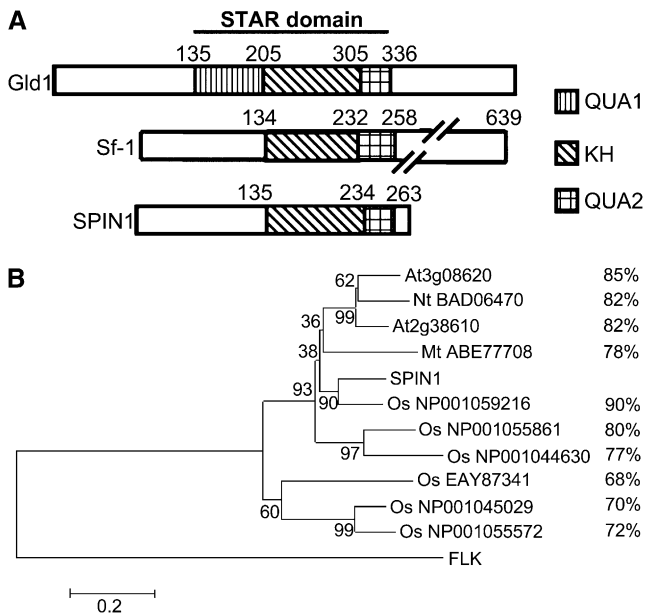 A
STAR domain
135 205 305 336
Gld1
134 232 258 639
Sf-1
135 234 263
SPIN1
QUA1
KH
QUA2
B
62 At3g08620 85%
Nt BAD06470 82%
99 At2g38610 82%
36
38 Mt ABE77708 78%
SPIN1
93
90 Os NP001059216 90%
Os NP001055861 80%
97 Os NP001044630 77%
Os EAY87341 68%
60 Os NP001045029 70%
99 Os NP001055572 72%
FLK
0.2